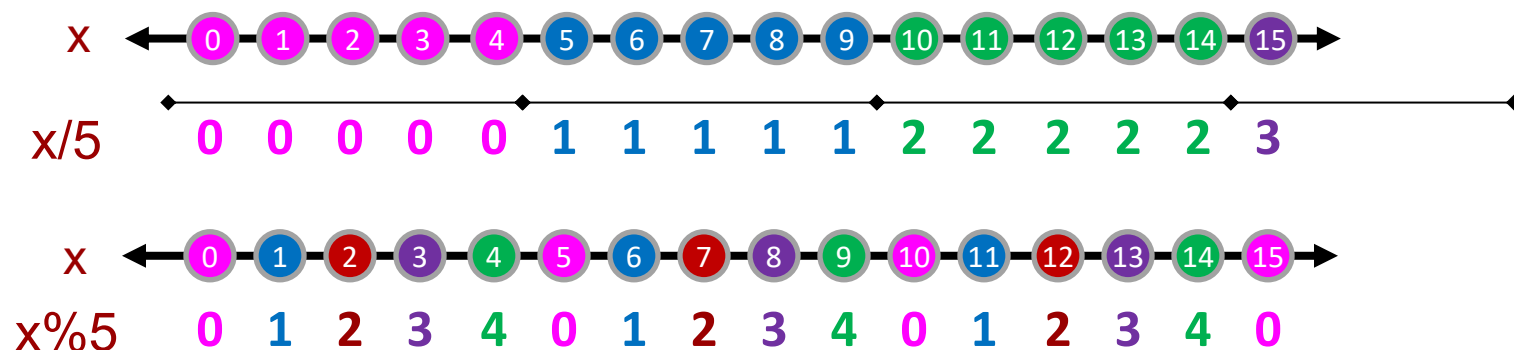 x 0 1 2 3 4 5 6 7 8 9 10 11 12 13 14 15
x/5 0 0 0 0 0 1 1 1 1 1 2 2 2 2 2 3
x 0 1 2 3 4 5 6 7 8 9 10 11 12 13 14 15
x%5 0 1 2 3 4 0 1 2 3 4 0 1 2 3 4 0